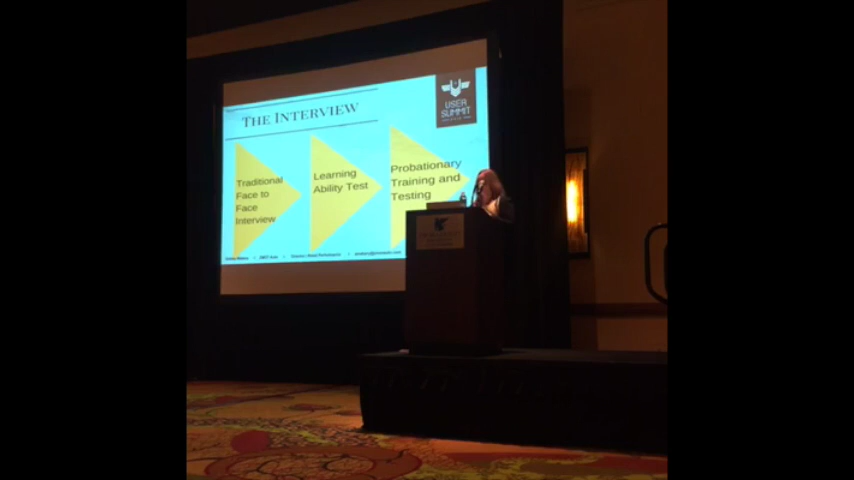 THE INTERVIEW
USER
SUMMIT
Traditional
Face to
Face
Interview
Learning
Ability Test
Probationary
Training and
Testing